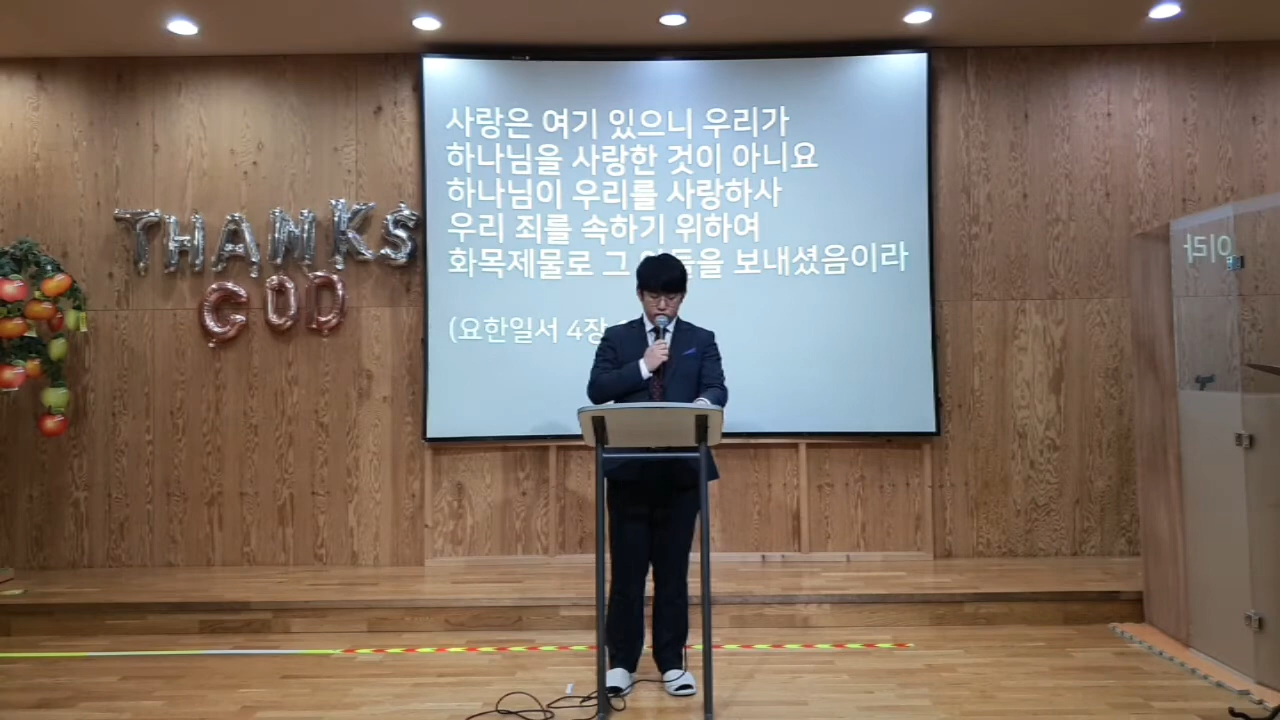 THANKS
GOD
사랑은 여기 있으니 우리가
하나님을 사랑한 것이 아니요
하나님이 우리를 사랑하사
우리 죄를 속하기 위하여
화목제물로 그 을 보내셨음이라
(요한일서 4장
이라